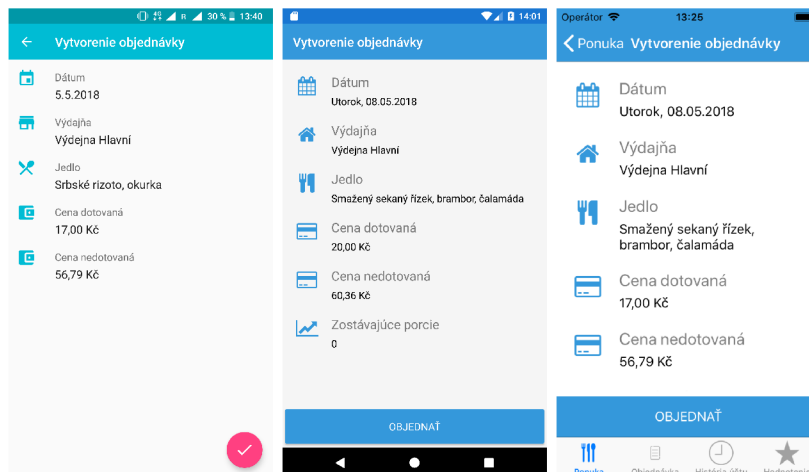 R 30 % 13:40
Vytvorenie objednávky
Dátum
5.5.2018
Výdajňa
Výdejna Hlavní
Jedlo
Srbské rizoto, okurka
Cena dotovaná
17,00 Kč
Cena nedotovaná
56,79 Kč
14:01
Vytvorenie objednávky
Dátum
Utorok, 08.05.2018
Výdajňa
Výdejna Hlavní
Jedlo
Smažený sekaný řízek, brambor, čalamáda
Cena dotovaná
20,00 Kč
Cena nedotovaná
60,36 Kč
Zostávajúce porcie
0
OBJEDNAŤ
Operátor 13:26
Ponuka Vytvorenie objednávky
Dátum
Utorok, 08.05.2018
Výdajňa
Výdejna Hlavní
Jedlo
Smažený sekaný řízek,
brambor, čalamáda
Cena dotovaná
17,00 Kč
Cena nedotovaná
56,79 Kč
OBJEDNAŤ
Ponuka Objednávka História účtu